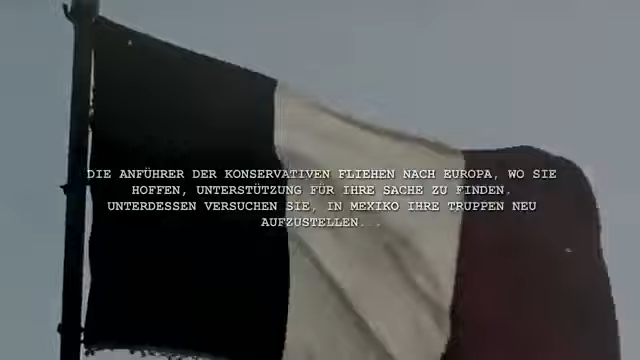 DIE ANFÜHRER DER KONSERVATIVEN FLIEHEN NACH EUROPA, WO SIE
HOFFEN, UNTERSTÜTZUNG FÜR IHRE SACHE ZU FINDEN.
UNTERDESSEN VERSUCHEN SIE, IN MEXIKO IHRE TRUPPEN NEU
AUFZUSTELLEN...